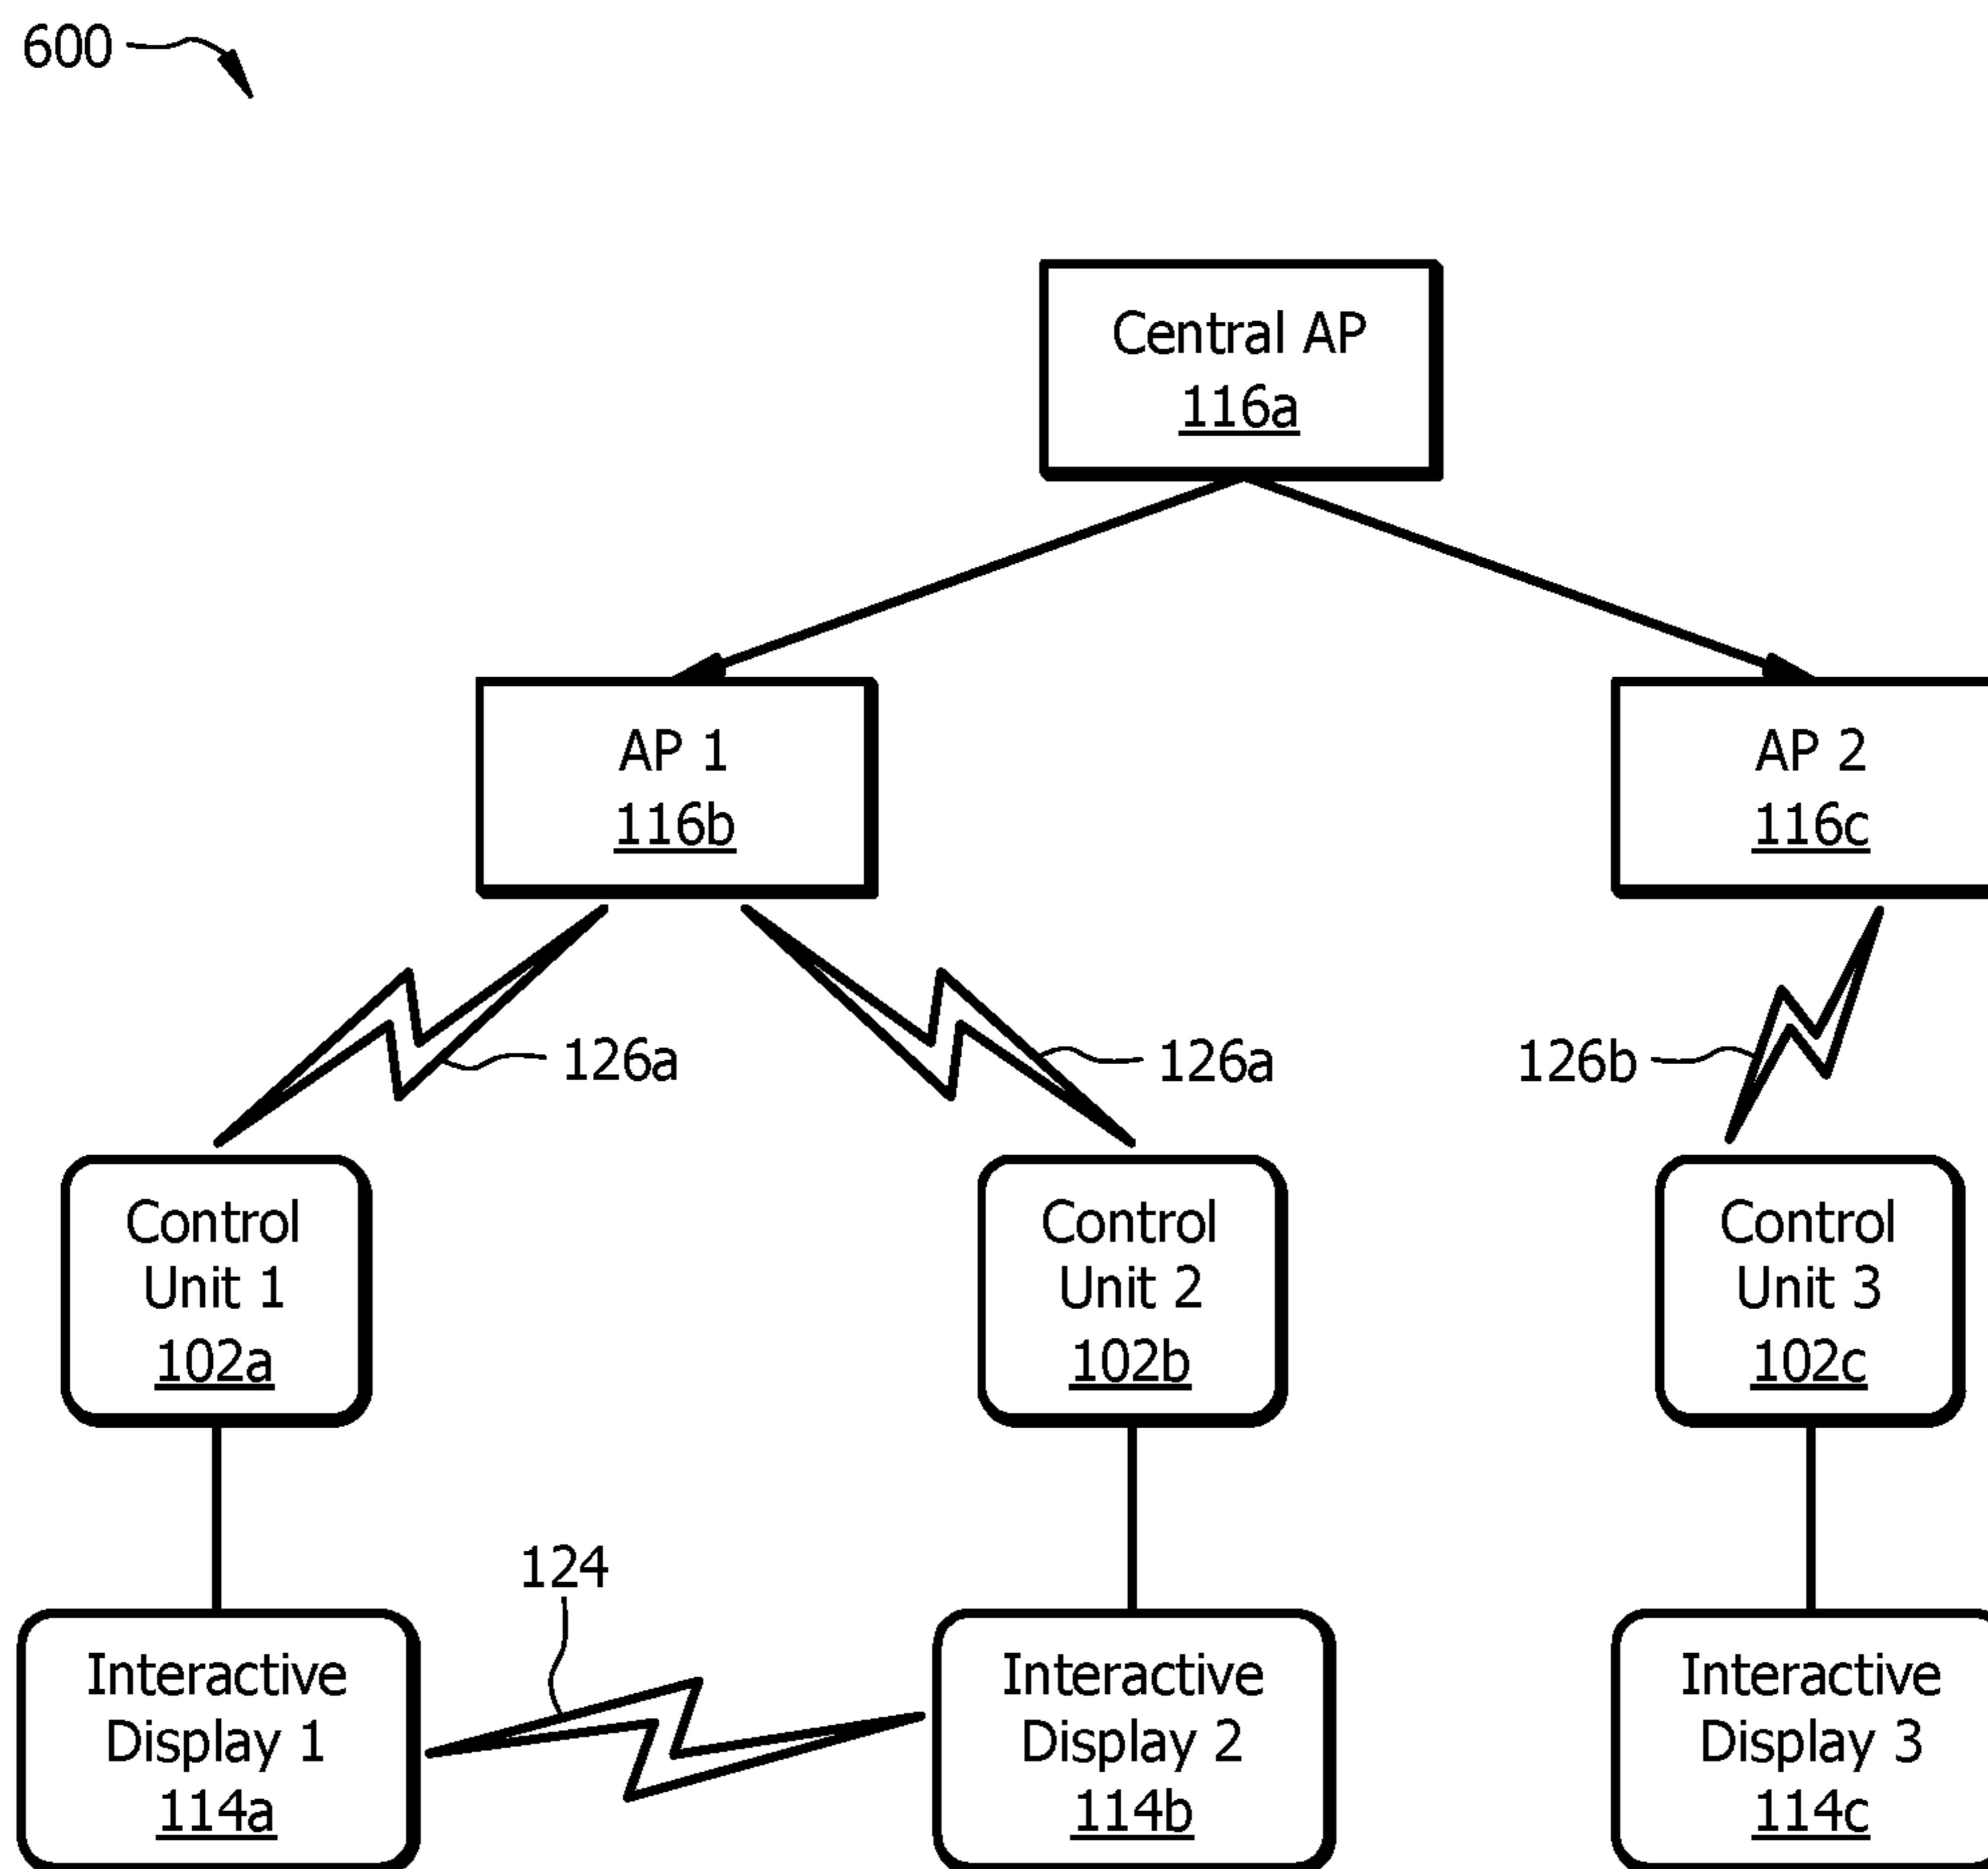 600
Central AP
116a
AP 1
116b
AP 2
116c
126a
126a
126b
Control
Unit 1
102a
Control
Unit 2
102b
Control
Unit 3
102c
124
Interactive
Display 1
114a
Interactive
Display 2
114b
Interactive
Display 3
114c